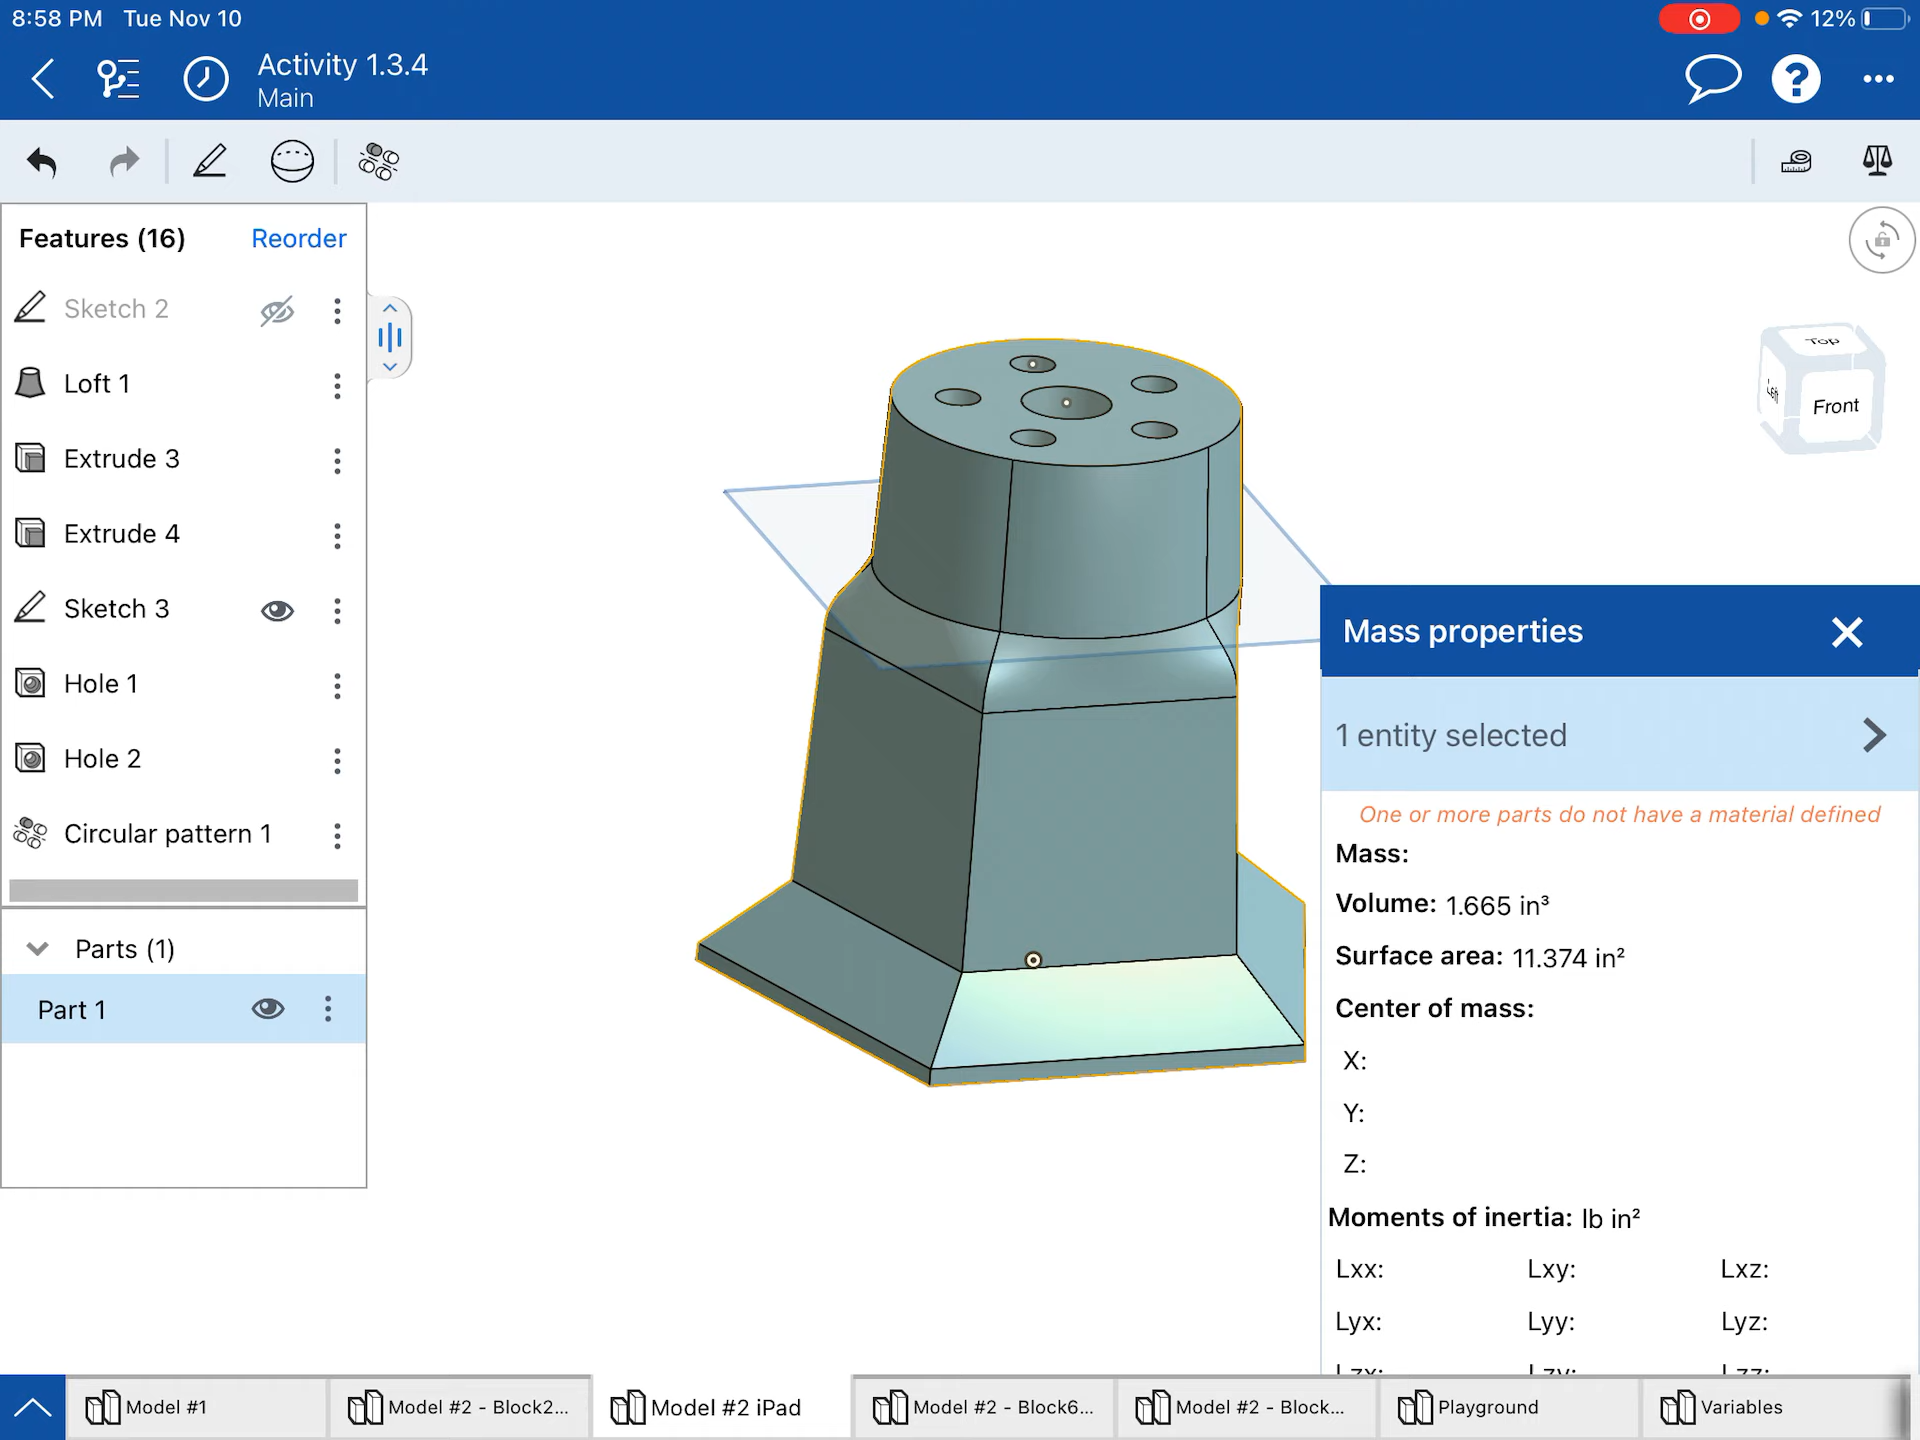 8:58 PM Tue Nov 10
12%
Activity 1.3.4
Main
Features (16) Reorder
Sketch 2
Loft 1
Extrude 3
Extrude 4
Sketch 3
Hole 1
Hole 2
Circular pattern 1
Parts (1)
Part 1
Top
Left
Front
Mass properties
1 entity selected
One or more parts do not have a material defined
Mass:
Volume: 1.665 in³
Surface area: 11.374 in²
Center of mass:
X:
Y:
Z:
Moments of inertia: lb in²
Lxx: Lxy: Lxz:
Lyx: Lyy: Lyz:
Lzx: Lzy: Lzz:
Model #1
Model #2 - Block2...
Model #2 iPad
Model #2 - Block6...
Model #2 - Block...
Playground
Variables